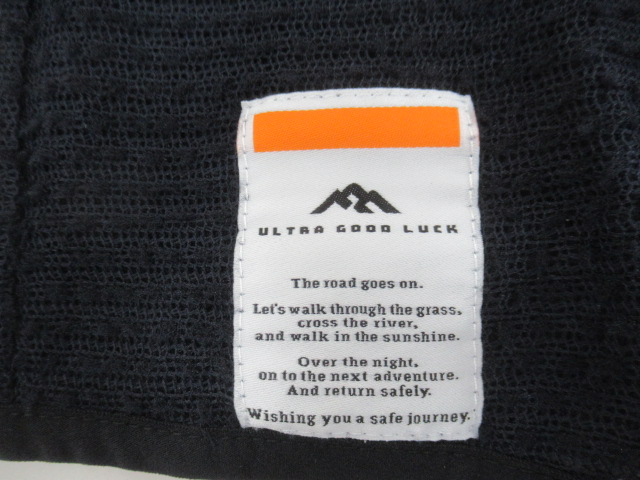 ULTRA GOOD LUCK
The road goes on.
Let's walk through the grass,
cross the river,
and walk in the sunshine.
Over the night,
on to the next adventure.
And return safely.
Wishing you a safe journey.